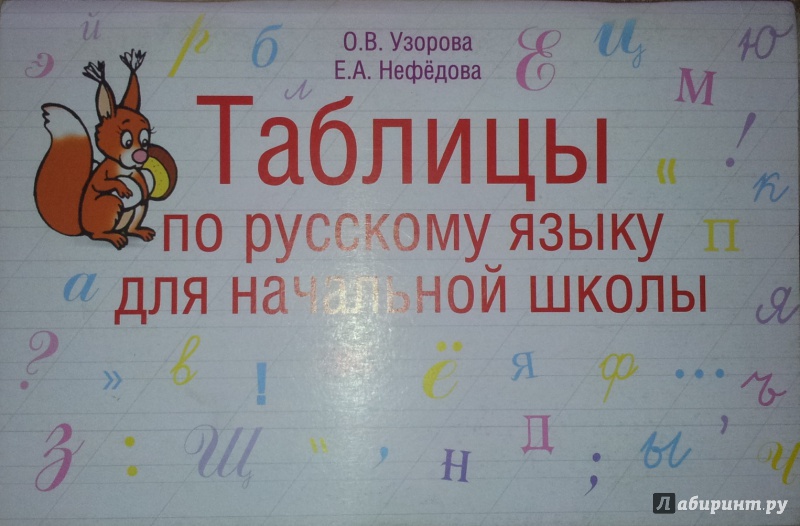 э й р б л Е ц м ю
О.В. Узорова
Е.А. Нефёдова
Таблицы
по русскому языку
для начальной школы
! « к п а я
? » в ! ё я ф ... ъ
З : Щ » , н д ; ы , ч
Лабиринт.ру